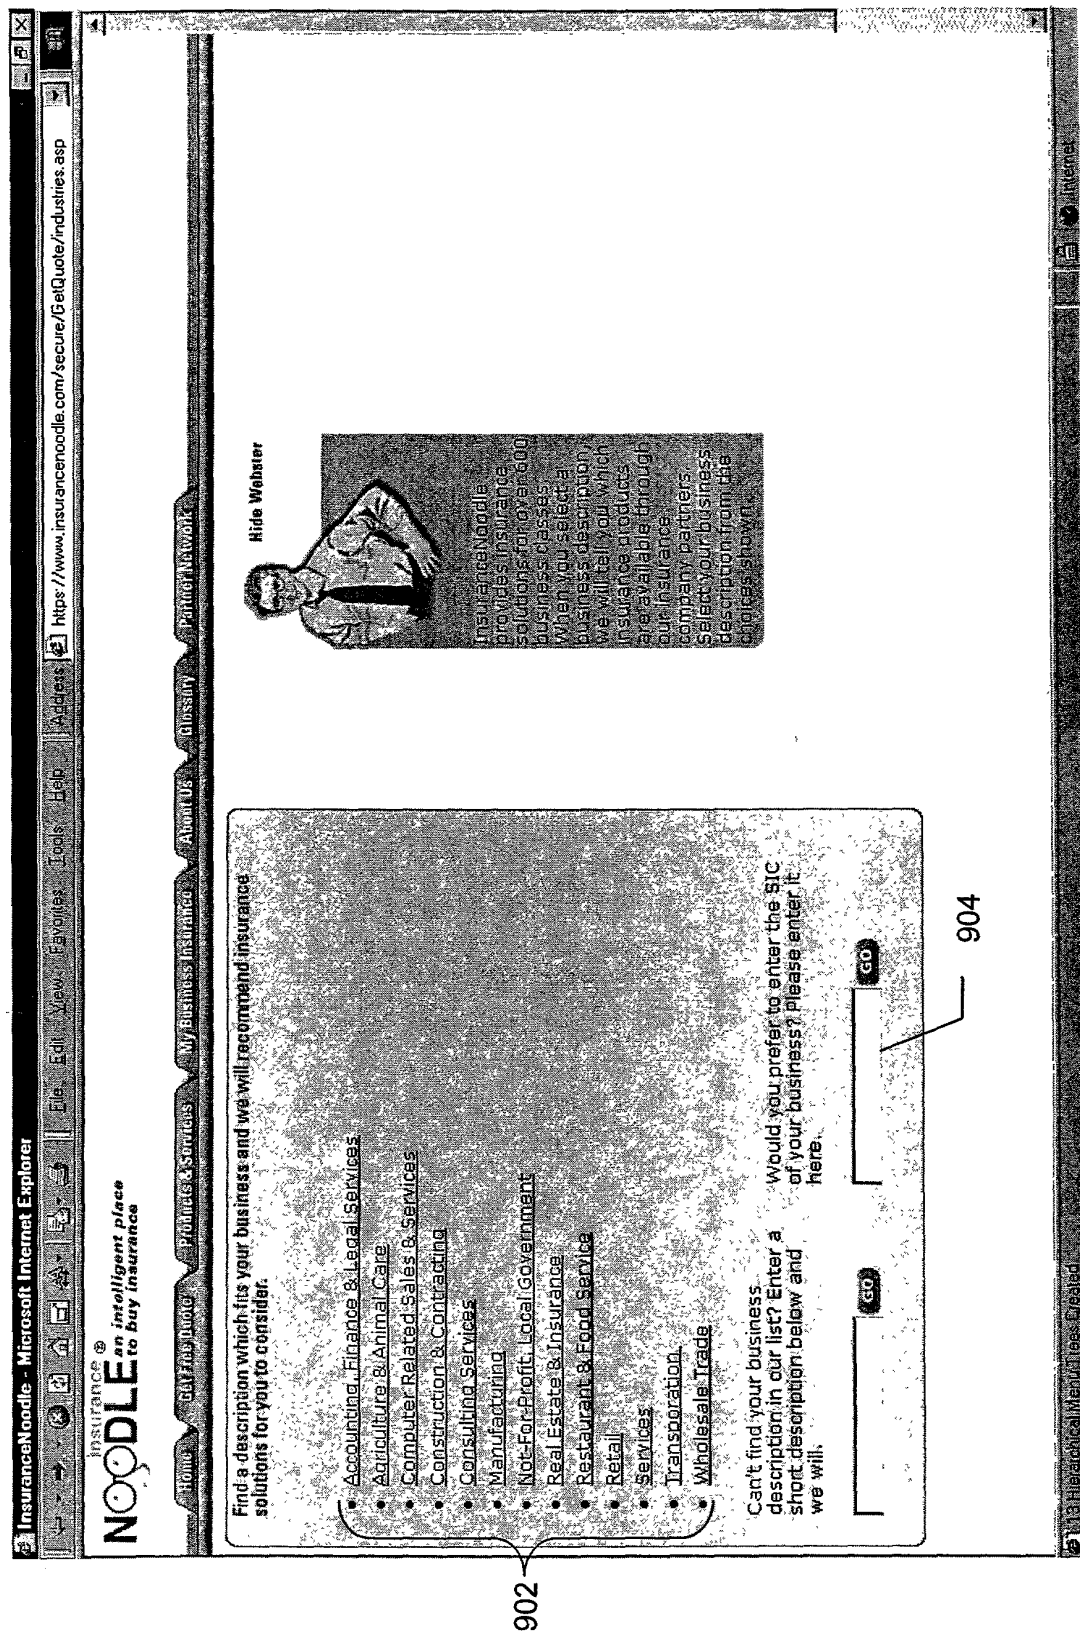 InsuranceNoodle - Microsoft Internet Explorer
File Edit View Favorites Tools Help Address https://www.insurancenoodle.com/secure/GetQuote/industries.asp
insurance®
NOODLE
an intelligent place
to buy insurance
Home Get Free Quote Products & Services My Business Insurance About Us Glossary Partner Network
Find a description which fits your business and we will recommend insurance
solutions for you to consider.
• Accounting, Finance & Legal Services
• Agriculture & Animal Care
• Computer Related Sales & Services
• Construction & Contracting
• Consulting Services
• Manufacturing
• Not-For-Profit, Local Government
• Real Estate & Insurance
• Restaurant & Food Service
• Retail
• Services
• Transporation
• Wholesale Trade
902
Can't find your business
description in our list? Enter a
short description below and
we will.
GO
Would you prefer to enter the SIC
of your business? Please enter it
here.
GO
904
Hide Webster
InsuranceNoodle
provides insurance
solutions for over 600
business classes.
When you select a
business description,
we will tell you which
insurance products
are available through
our insurance
company partners.
Select your business
description from the
choices shown.
13 Hierarchical MenuTrees Created
Internet